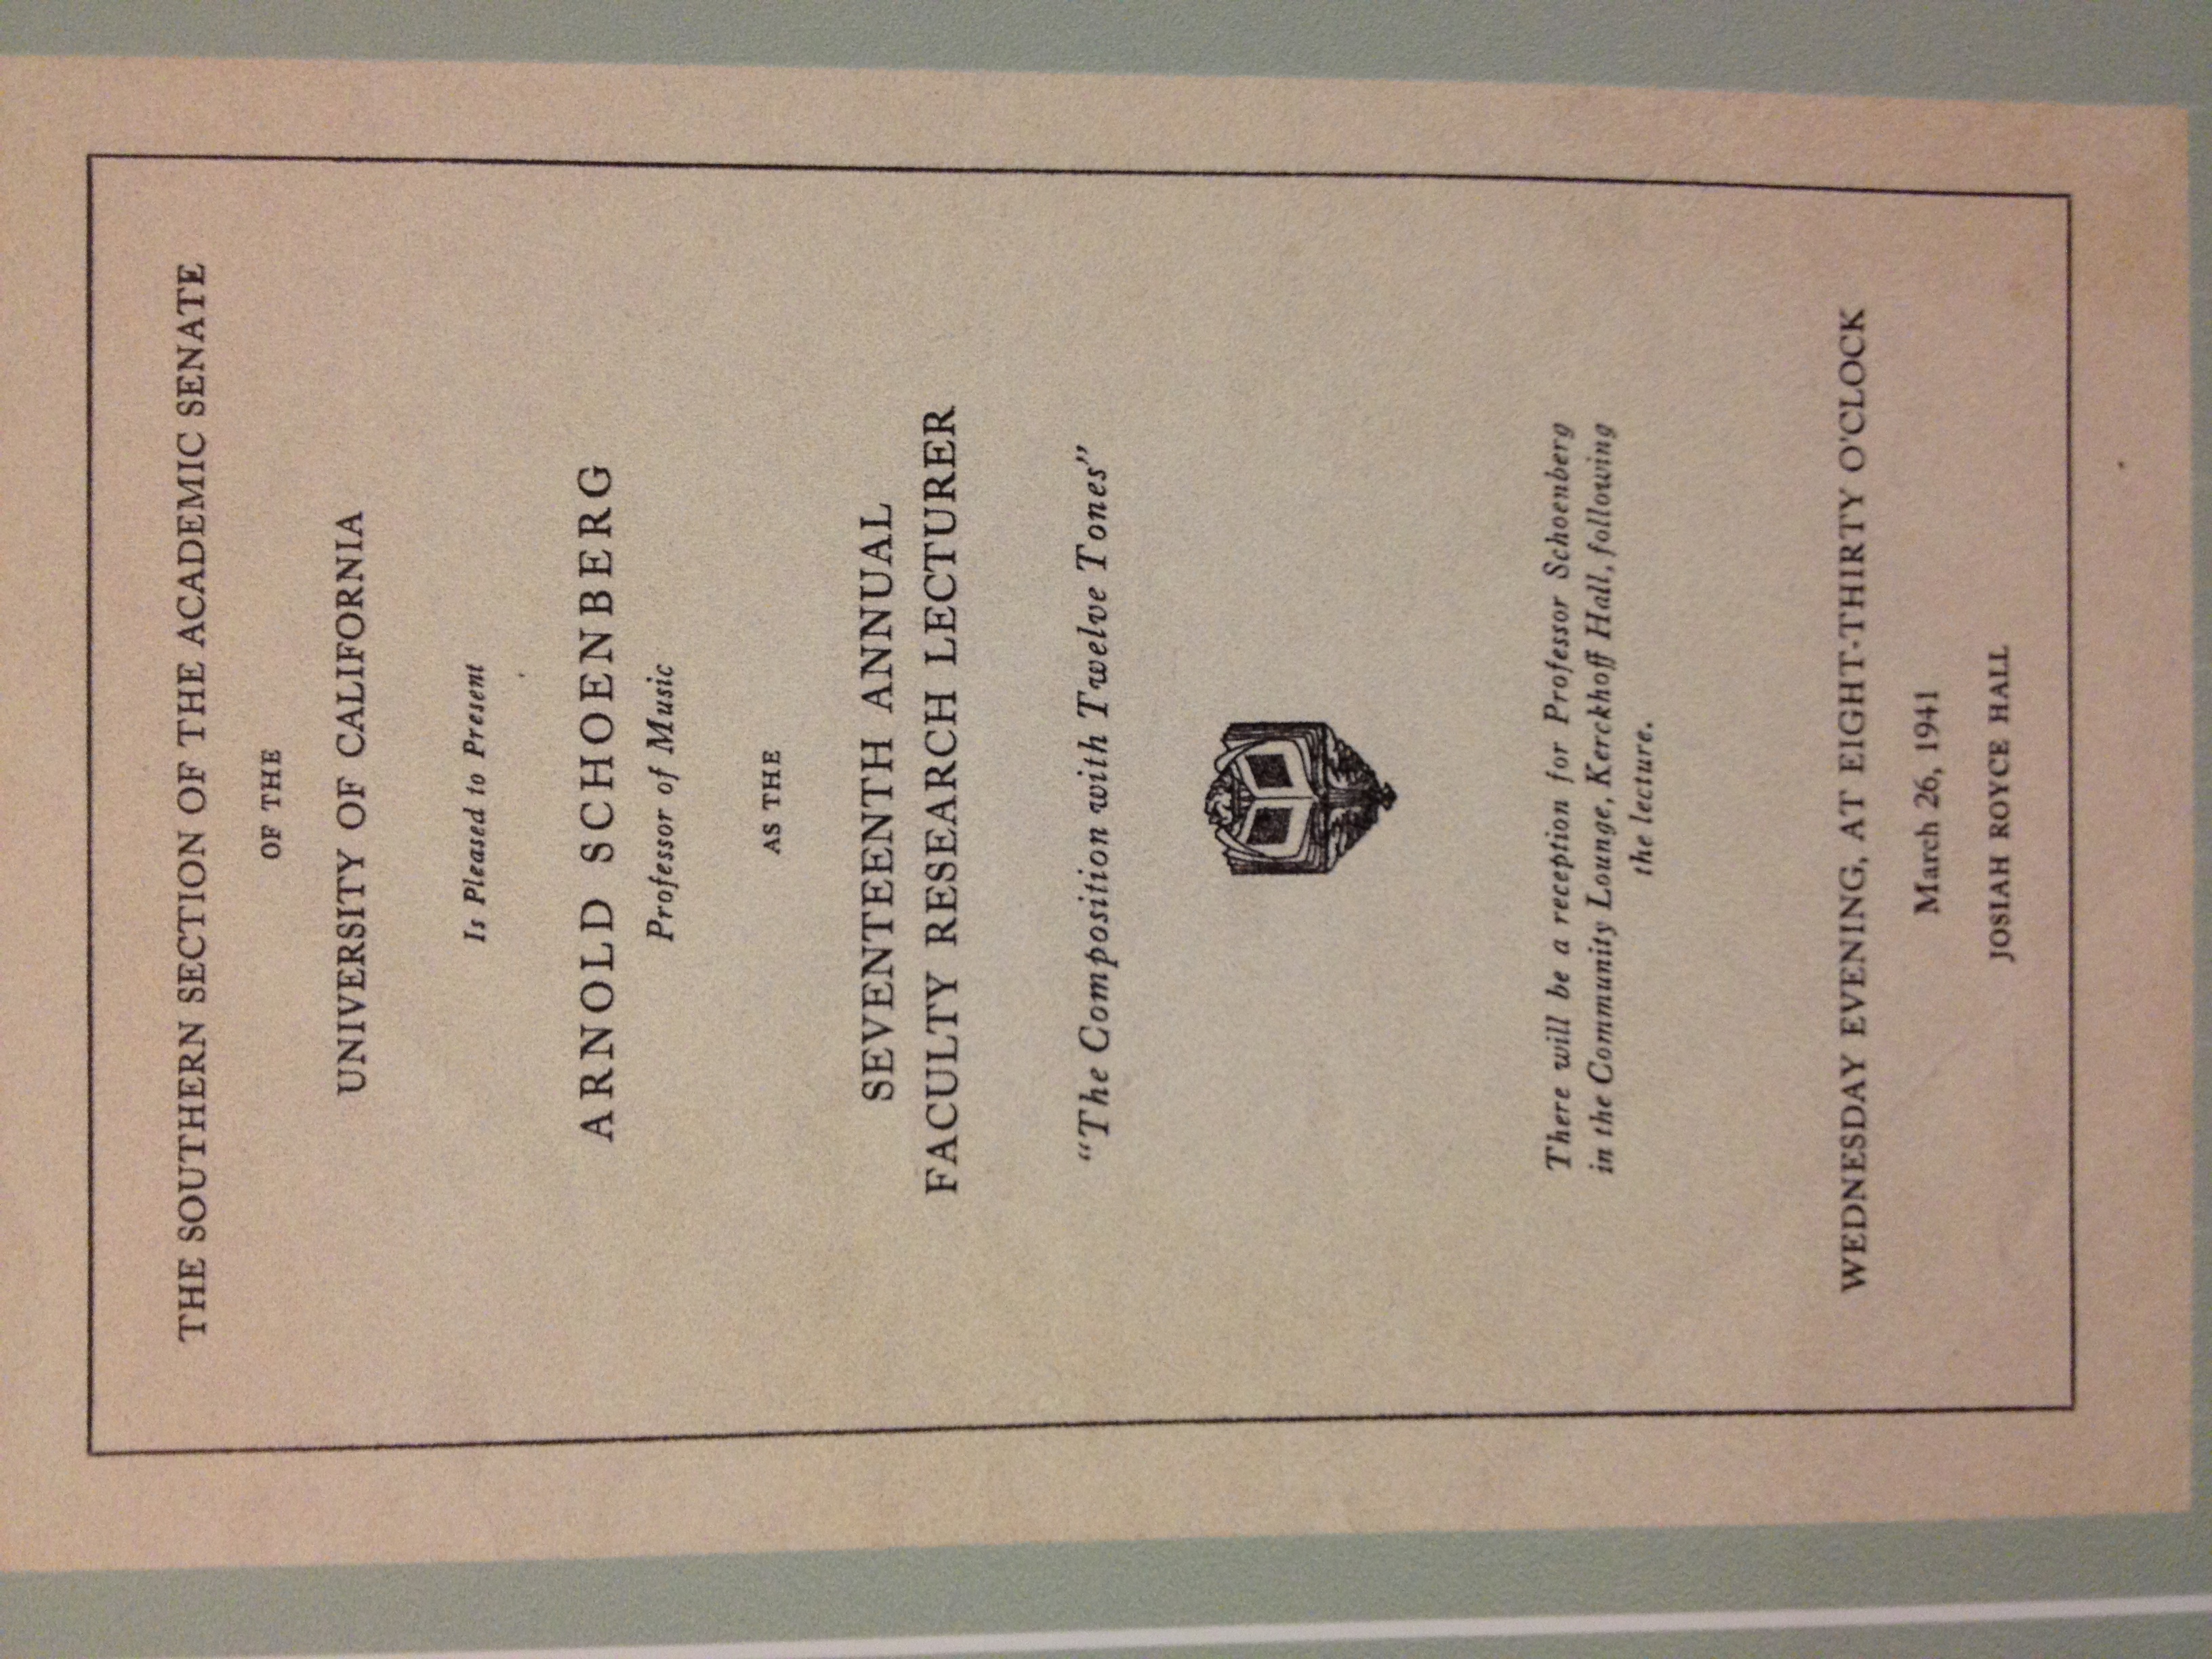 THE SOUTHERN SECTION OF THE ACADEMIC SENATE
OF THE
UNIVERSITY OF CALIFORNIA
Is Pleased to Present
ARNOLD SCHOENBERG
Professor of Music
AS THE
SEVENTEENTH ANNUAL
FACULTY RESEARCH LECTURER
“The Composition with Twelve Tones”
There will be a reception for Professor Schoenberg
in the Community Lounge, Kerckhoff Hall, following
the lecture.
WEDNESDAY EVENING, AT EIGHT-THIRTY O'CLOCK
March 26, 1941
JOSIAH ROYCE HALL